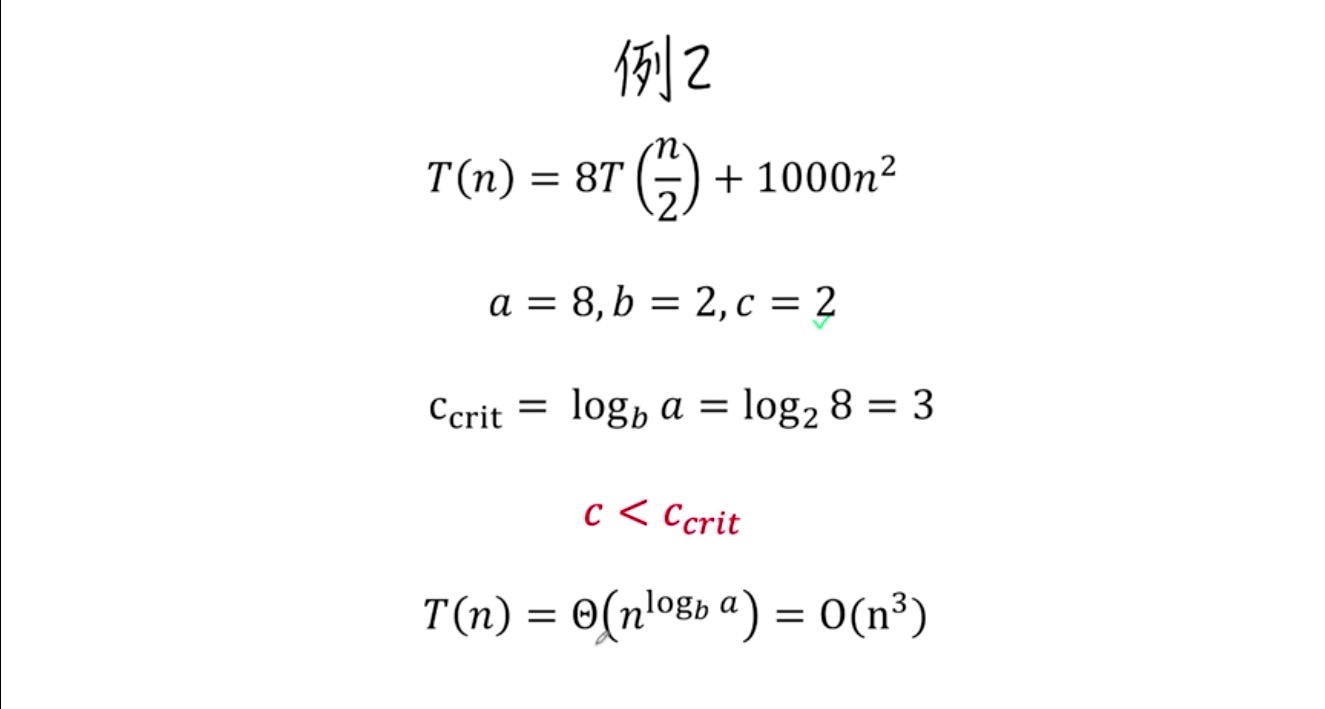 例2
T(n) = 8T(n/2) + 1000n²
a = 8, b = 2, c = 2
c_crit = log_b a = log₂ 8 = 3
c < c_crit
T(n) = Θ(n^(log_b a)) = O(n³)